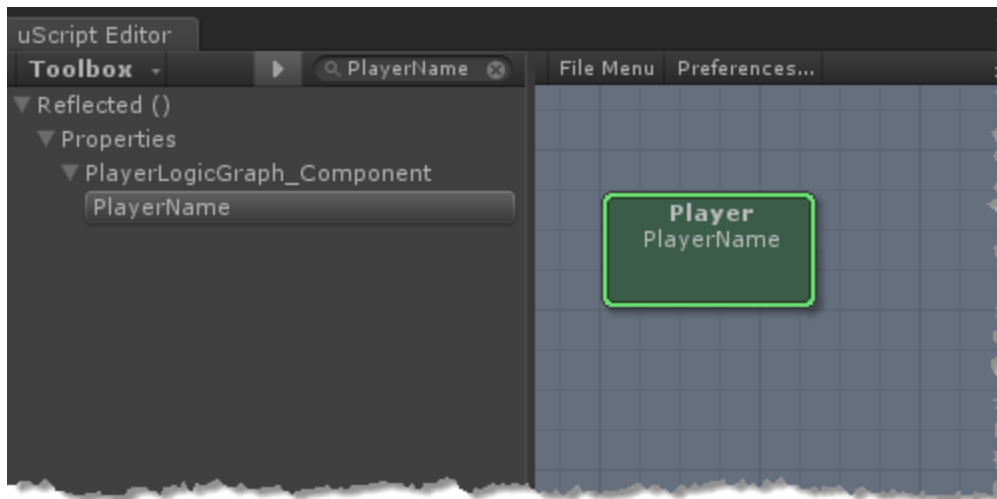 uScript Editor
Toolbox
PlayerName
File Menu
Preferences...
Reflected ()
Properties
PlayerLogicGraph_Component
PlayerName
Player
PlayerName